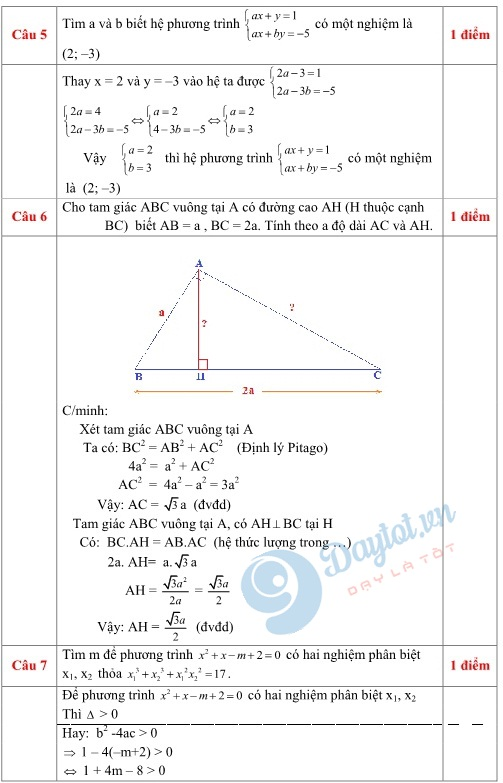 Câu 5
Tìm a và b biết hệ phương trình { ax + y = 1
ax + by = −5 có một nghiệm là
(2; –3)
1 điểm
Thay x = 2 và y = –3 vào hệ ta được { 2a − 3 = 1
2a − 3b = −5
{ 2a = 4
2a − 3b = −5 ⇔ { a = 2
4 − 3b = −5 ⇔ { a = 2
b = 3
Vậy { a = 2
b = 3 thì hệ phương trình { ax + y = 1
ax + by = −5 có một nghiệm
là (2; –3)
Câu 6
Cho tam giác ABC vuông tại A có đường cao AH (H thuộc cạnh
BC) biết AB = a , BC = 2a. Tính theo a độ dài AC và AH.
1 điểm
A
a
?
?
B
H
C
2a
C/minh:
Xét tam giác ABC vuông tại A
Ta có: BC² = AB² + AC² (Định lý Pitago)
4a² = a² + AC²
AC² = 4a² – a² = 3a²
Vậy: AC = √3 a (đvđd)
Tam giác ABC vuông tại A, có AH ⊥ BC tại H
Có: BC.AH = AB.AC (hệ thức lượng trong …)
2a. AH= a.√3 a
AH = √3a²/2a = √3a/2
Vậy: AH = √3a/2 (đvđd)
Daytot.vn
DẠY LÀ TỐT
Câu 7
Tìm m để phương trình x² + x − m + 2 = 0 có hai nghiệm phân biệt
x₁, x₂ thỏa x₁³ + x₂³ + x₁²x₂² = 17 .
1 điểm
Để phương trình x² + x − m + 2 = 0 có hai nghiệm phân biệt x₁, x₂
Thì Δ > 0
Hay: b² -4ac > 0
⇒ 1 – 4(–m+2) > 0
⇔ 1 + 4m – 8 > 0